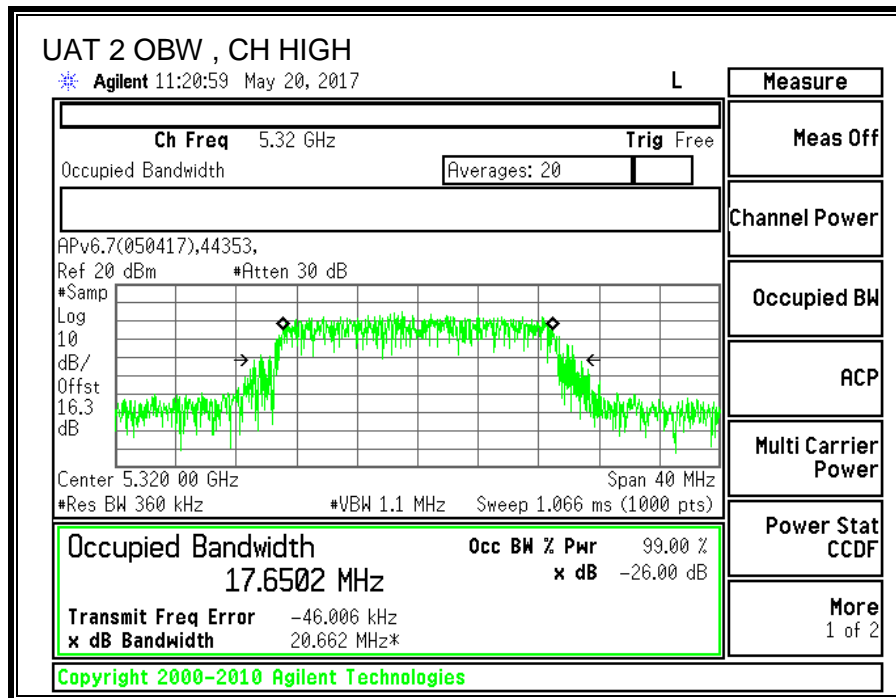 UAT 2 OBW , CH HIGH
Agilent 11:20:59 May 20, 2017 L Measure
Ch Freq 5.32 GHz Trig Free
Meas Off
Occupied Bandwidth Averages: 20
Channel Power
APv6.7(050417),44353,
Ref 20 dBm #Atten 30 dB
#Samp
Log
10
dB/
Offst
16.3
dB
Occupied BW
ACP
Multi Carrier
Power
Center 5.320 00 GHz Span 40 MHz
#Res BW 360 kHz #VBW 1.1 MHz Sweep 1.066 ms (1000 pts)
Power Stat
CCDF
Occupied Bandwidth Occ BW % Pwr 99.00 %
17.6502 MHz x dB -26.00 dB
Transmit Freq Error -46.006 kHz
x dB Bandwidth 20.662 MHz*
More
1 of 2
Copyright 2000-2010 Agilent Technologies